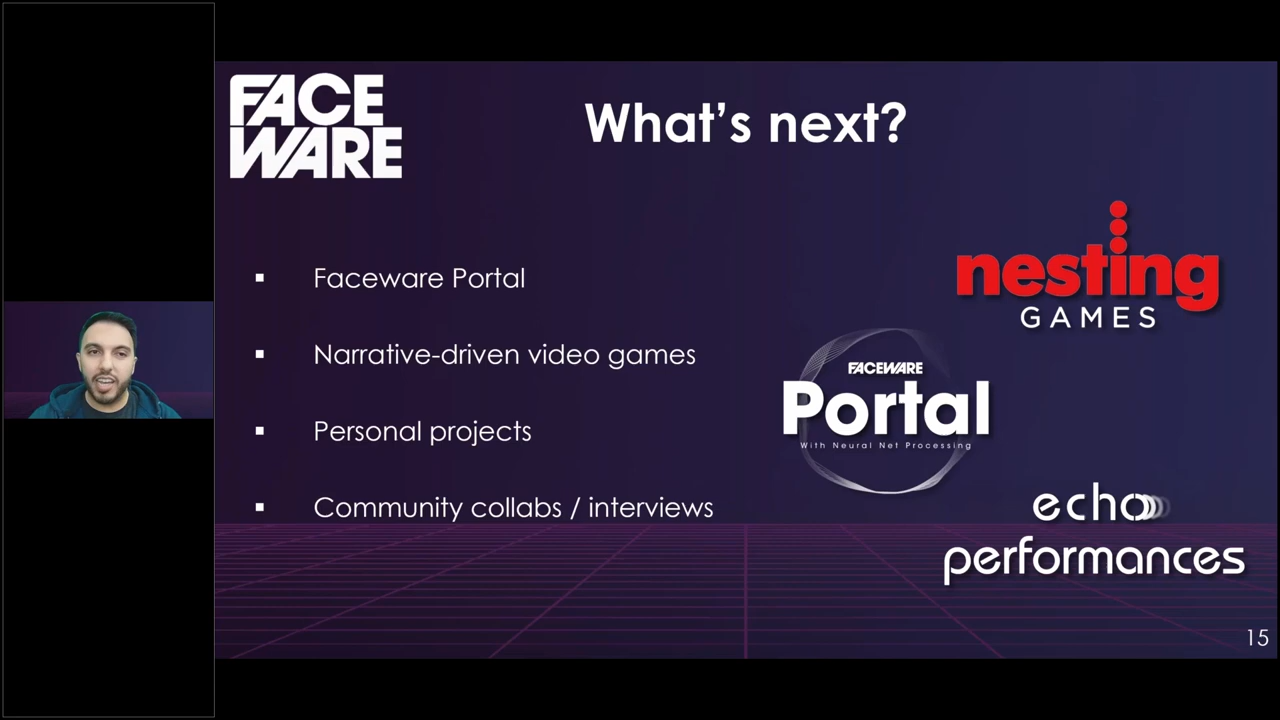 FACE
WARE
What's next?
▪ Faceware Portal
▪ Narrative-driven video games
▪ Personal projects
▪ Community collabs / interviews
nesting
GAMES
FACEWARE
Portal
With Neural Net Processing
echo
performances
15